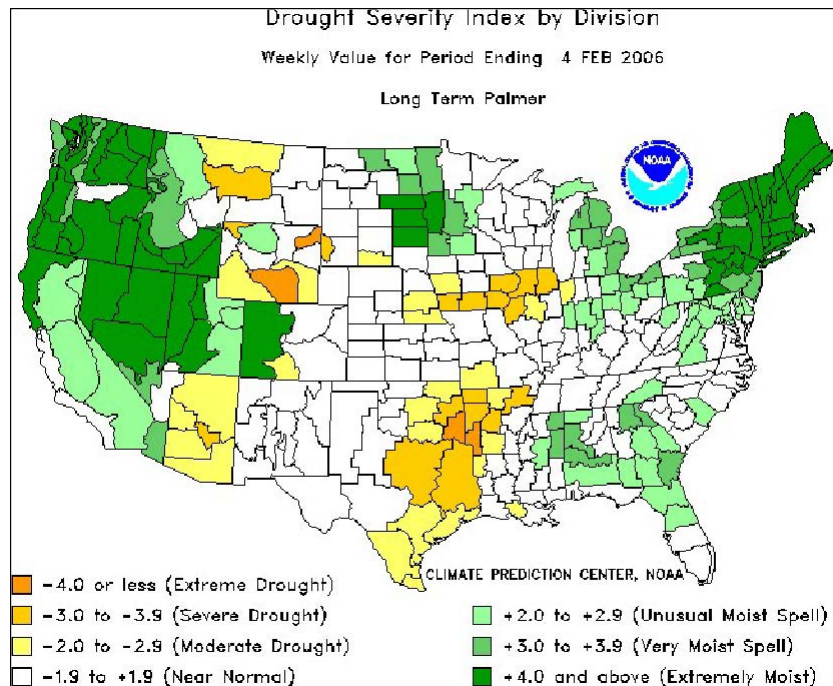 Drought Severity Index by Division
Weekly Value for Period Ending 4 FEB 2006
Long Term Palmer
NOAA
CLIMATE PREDICTION CENTER, NOAA
-4.0 or less (Extreme Drought)
-3.0 to -3.9 (Severe Drought)
-2.0 to -2.9 (Moderate Drought)
-1.9 to +1.9 (Near Normal)
+2.0 to +2.9 (Unusual Moist Spell)
+3.0 to +3.9 (Very Moist Spell)
+4.0 and above (Extremely Moist)